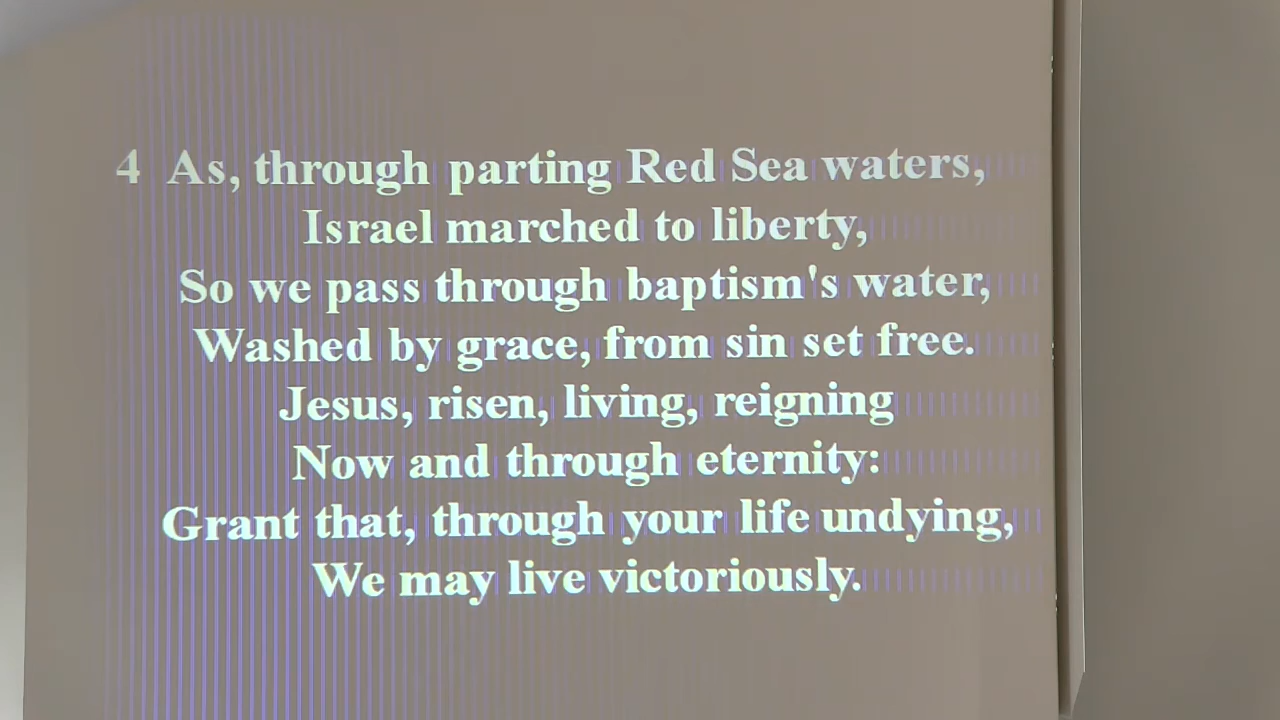 4 As, through parting Red Sea waters,
Israel marched to liberty,
So we pass through baptism's water,
Washed by grace, from sin set free.
Jesus, risen, living, reigning
Now and through eternity:
Grant that, through your life undying,
We may live victoriously.